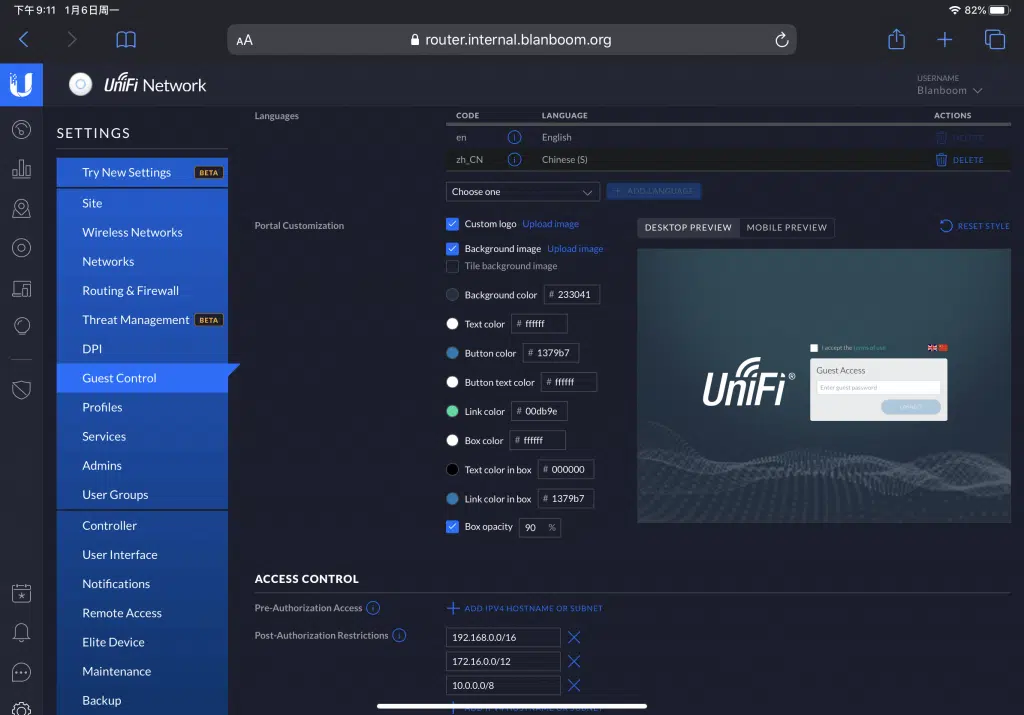 下午9:11 1月6日周一
82%
AA
router.internal.blanboom.org
UniFi Network
USERNAME
Blanboom
SETTINGS
Try New Settings BETA
Site
Wireless Networks
Networks
Routing & Firewall
Threat Management BETA
DPI
Guest Control
Profiles
Services
Admins
User Groups
Controller
User Interface
Notifications
Remote Access
Elite Device
Maintenance
Backup
Languages
CODE LANGUAGE ACTIONS
en English DELETE
zh_CN Chinese (S) DELETE
Choose one + ADD LANGUAGE
Portal Customization
Custom logo Upload image
Background image Upload image
Tile background image
Background color # 233041
Text color # ffffff
Button color # 1379b7
Button text color # ffffff
Link color # 00db9e
Box color # ffffff
Text color in box # 000000
Link color in box # 1379b7
Box opacity 90 %
DESKTOP PREVIEW MOBILE PREVIEW RESET STYLE
UniFi®
I accept the terms of use
Guest Access
Enter guest password
ACCESS CONTROL
Pre-Authorization Access
+ ADD IPV4 HOSTNAME OR SUBNET
Post-Authorization Restrictions
192.168.0.0/16
172.16.0.0/12
10.0.0.0/8
+ ADD IPV4 HOSTNAME OR SUBNET